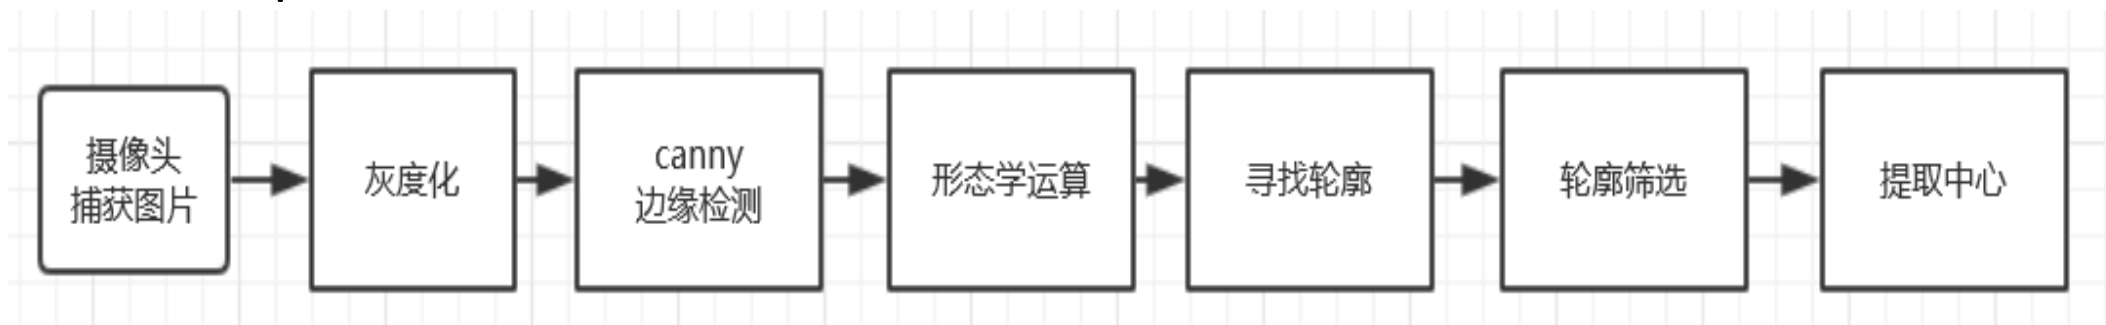 摄像头
捕获图片
灰度化
canny
边缘检测
形态学运算
寻找轮廓
轮廓筛选
提取中心